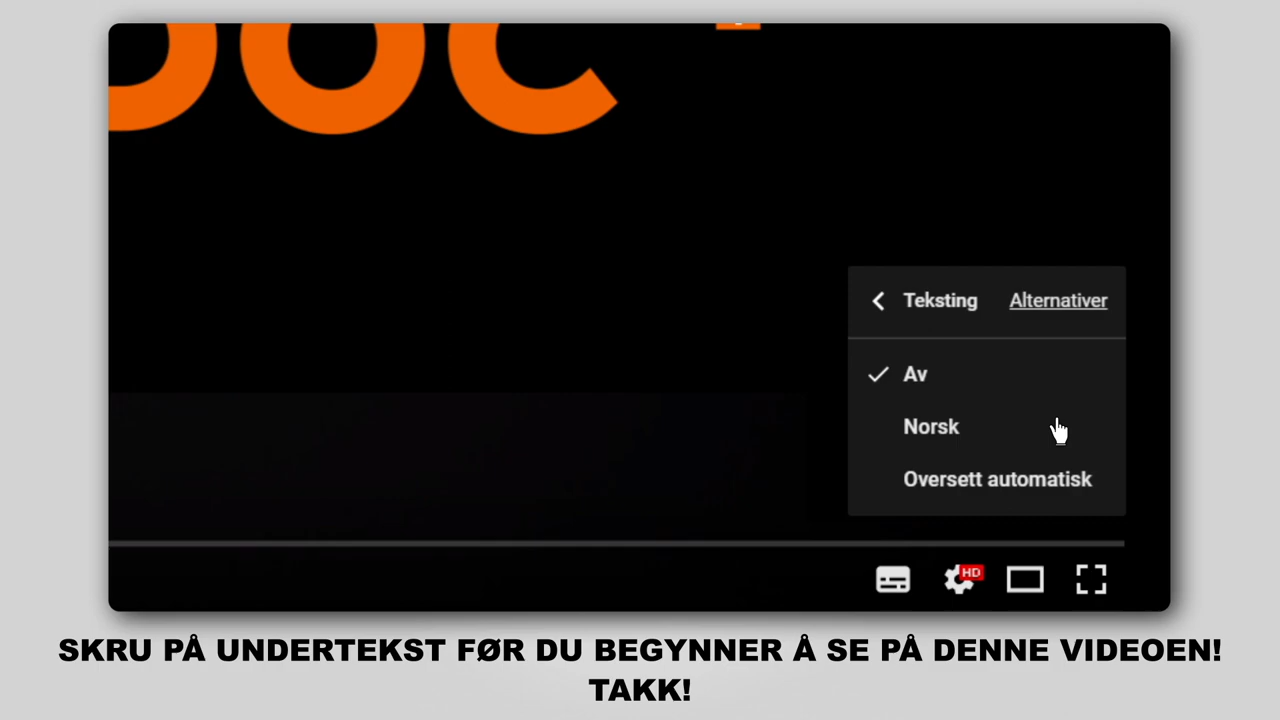 Teksting Alternativer
Av
Norsk
Oversett automatisk
HD
SKRU PÅ UNDERTEKST FØR DU BEGYNNER Å SE PÅ DENNE VIDEOEN!
TAKK!